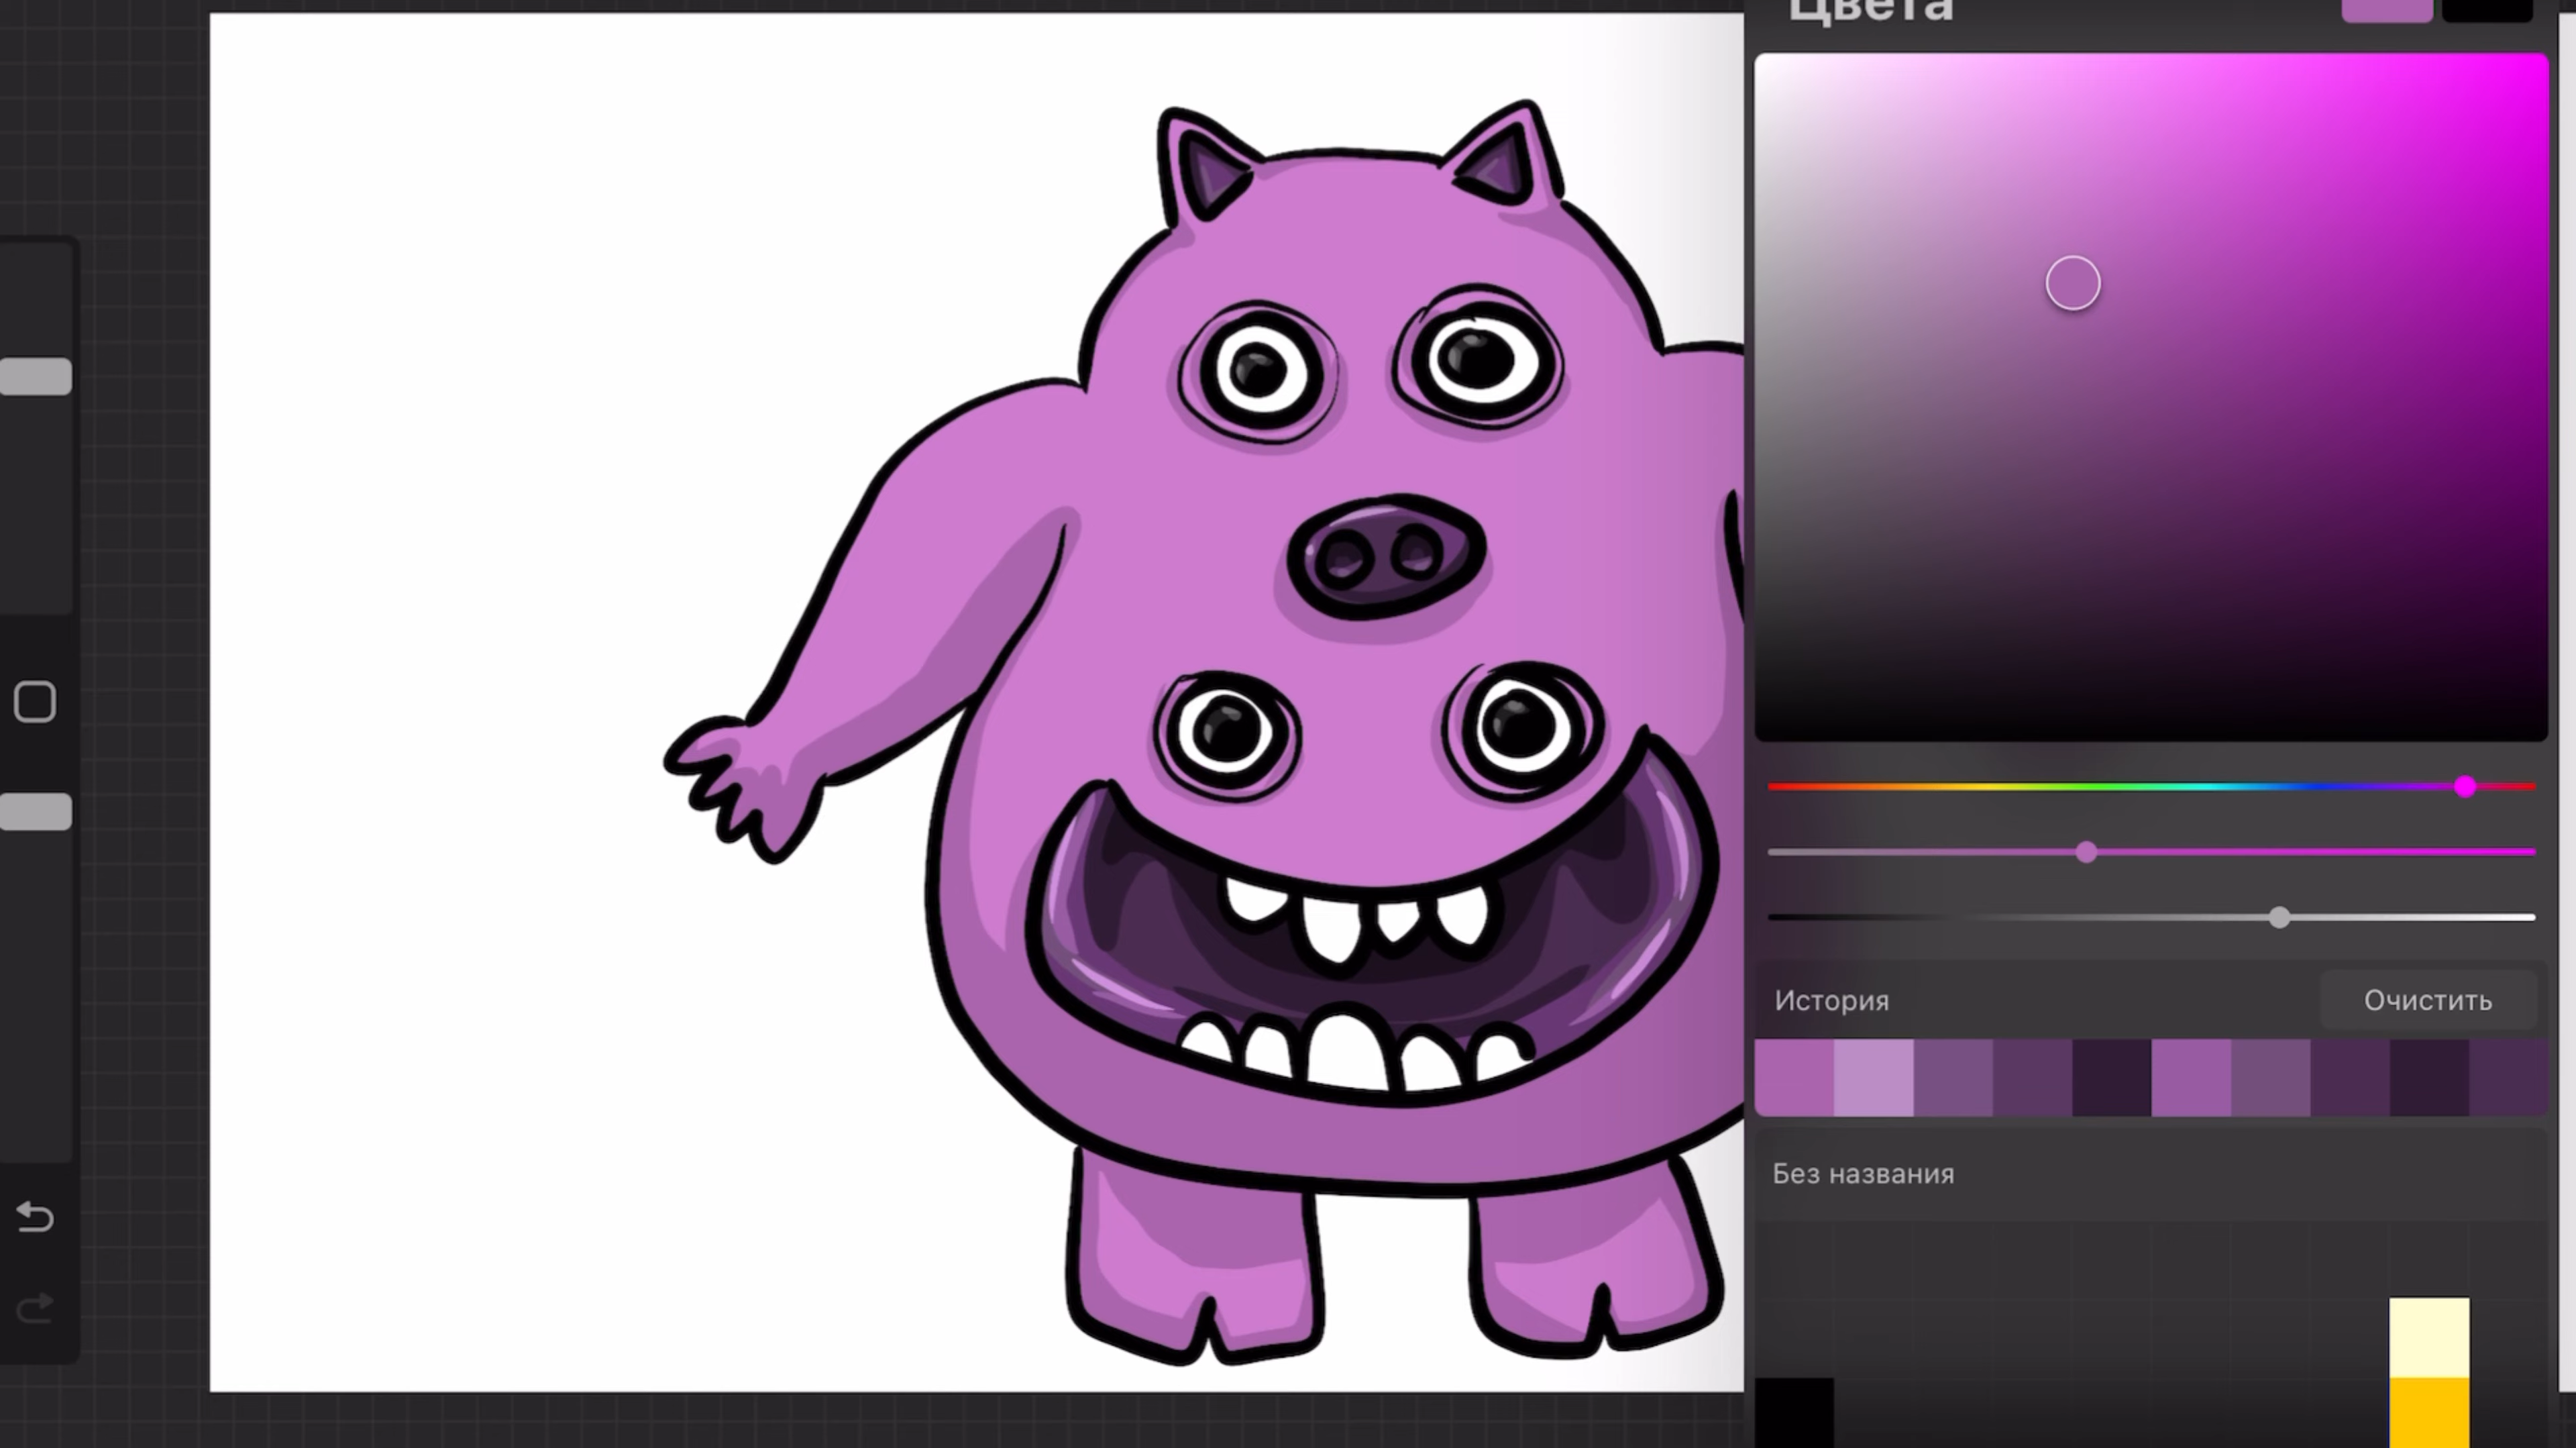 Цвета
История
Очистить
Без названия